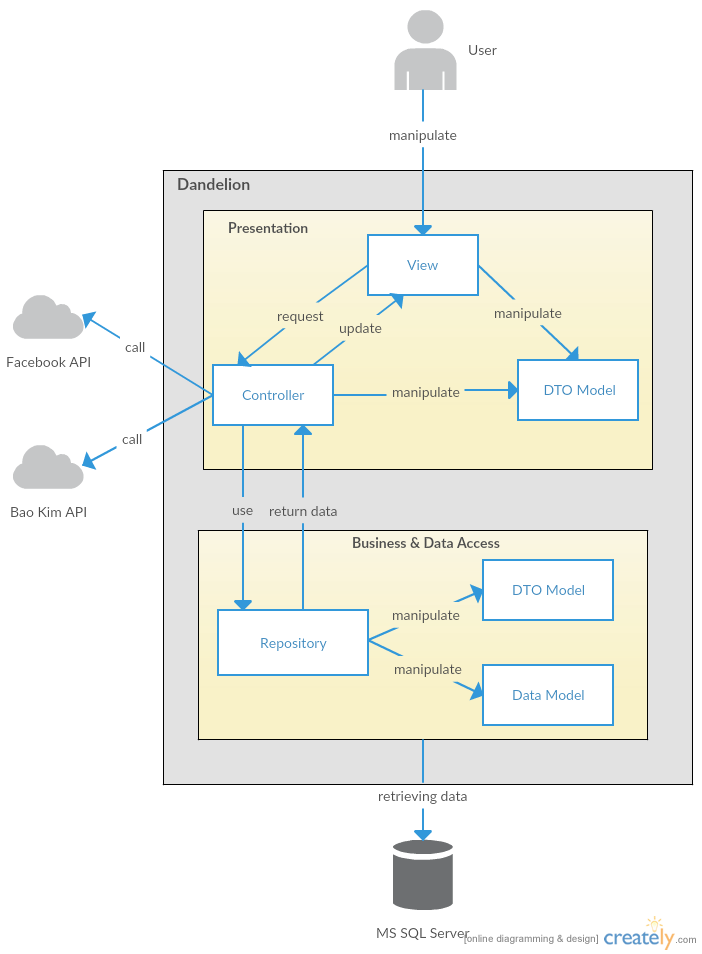 User
manipulate
Dandelion
Presentation
View
request
update
manipulate
Facebook API
call
Controller
manipulate
DTO Model
call
Bao Kim API
use
return data
Business & Data Access
DTO Model
manipulate
Repository
manipulate
Data Model
retrieving data
MS SQL Server
[online diagramming & design]
creately.com